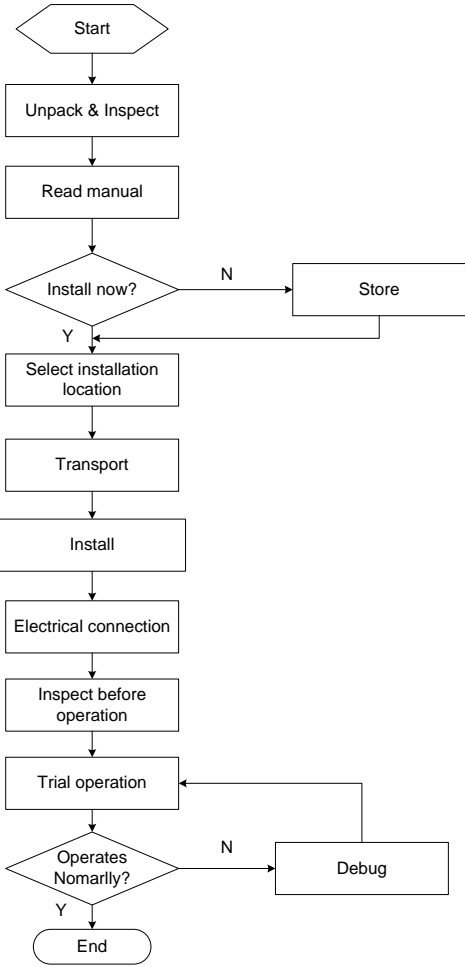 Start
Unpack & Inspect
Read manual
Install now?
N
Store
Y
Select installation
location
Transport
Install
Electrical connection
Inspect before
operation
Trial operation
Operates
Nomarlly?
N
Debug
Y
End